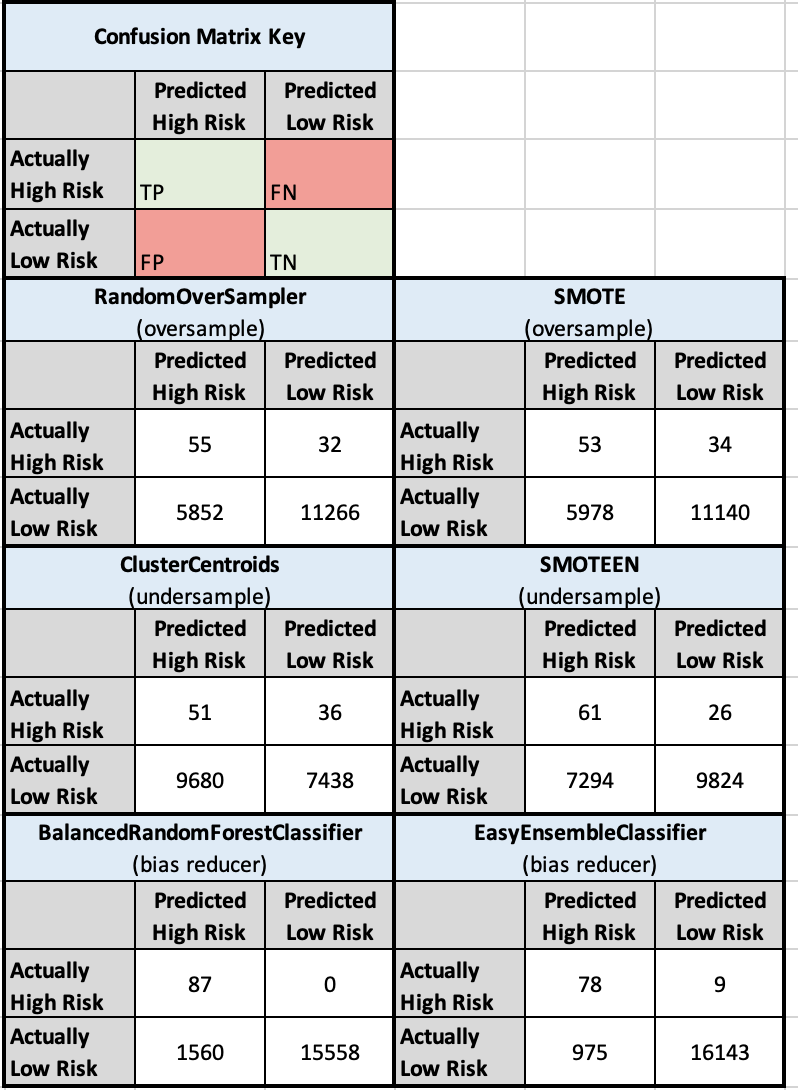 Confusion Matrix Key
Predicted Predicted
High Risk Low Risk
Actually
High Risk TP FN
Actually
Low Risk FP TN
RandomOverSampler SMOTE
(oversample) (oversample)
Predicted Predicted Predicted Predicted
High Risk Low Risk High Risk Low Risk
Actually High Risk 55 32 Actually High Risk 53 34
Actually Low Risk 5852 11266 Actually Low Risk 5978 11140
ClusterCentroids SMOTEEN
(undersample) (undersample)
Predicted Predicted Predicted Predicted
High Risk Low Risk High Risk Low Risk
Actually High Risk 51 36 Actually High Risk 61 26
Actually Low Risk 9680 7438 Actually Low Risk 7294 9824
BalancedRandomForestClassifier EasyEnsembleClassifier
(bias reducer) (bias reducer)
Predicted Predicted Predicted Predicted
High Risk Low Risk High Risk Low Risk
Actually High Risk 87 0 Actually High Risk 78 9
Actually Low Risk 1560 15558 Actually Low Risk 975 16143